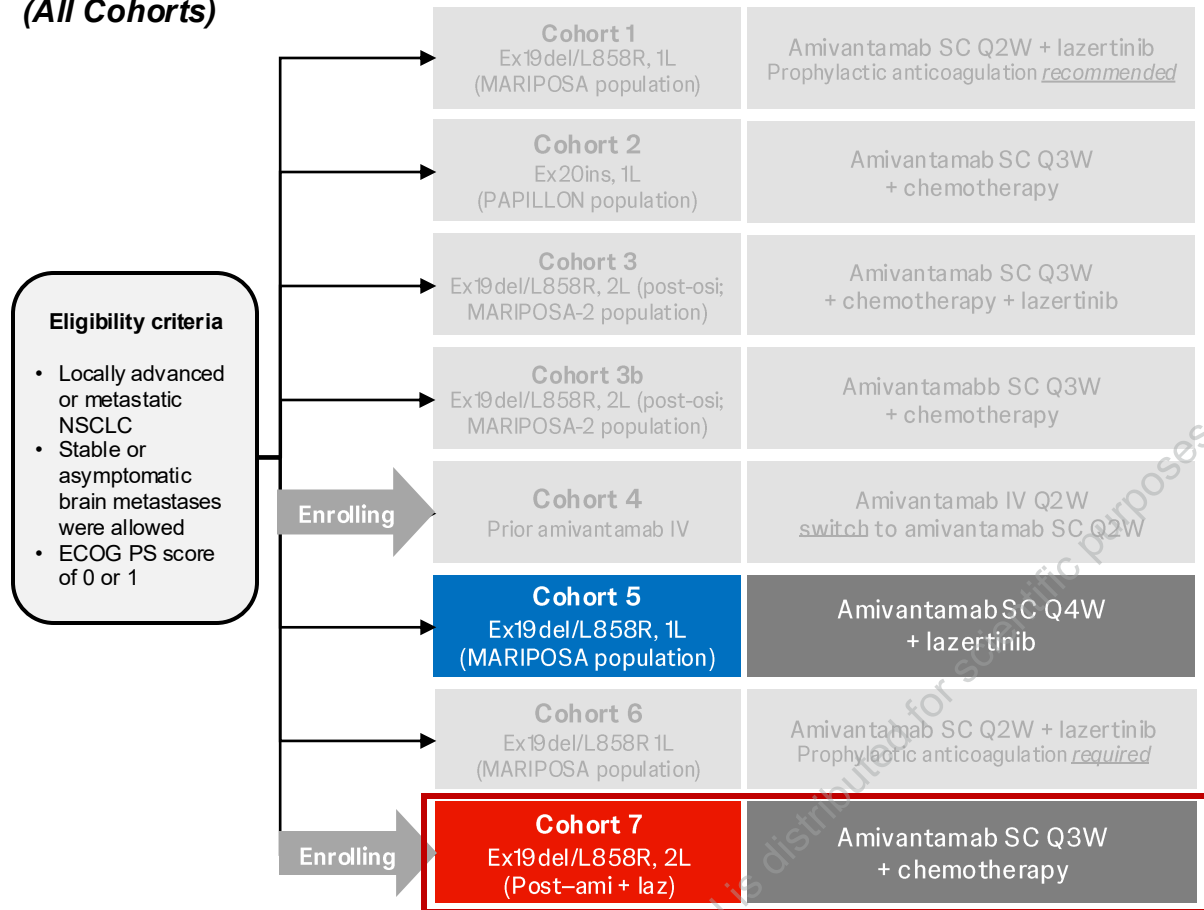 (All Cohorts)
Eligibility criteria
• Locally advanced
or metastatic
NSCLC
• Stable or
asymptomatic
brain metastases
were allowed
• ECOG PS score
of 0 or 1
Cohort 1
Ex19del/L858R, 1L
(MARIPOSA population)
Amivantamab SC Q2W + lazertinib
Prophylactic anticoagulation recommended
Cohort 2
Ex20ins, 1L
(PAPILLON population)
Amivantamab SC Q3W
+ chemotherapy
Cohort 3
Ex19del/L858R, 2L (post-osi;
MARIPOSA-2 population)
Amivantamab SC Q3W
+ chemotherapy + lazertinib
Cohort 3b
Ex19del/L858R, 2L (post-osi;
MARIPOSA-2 population)
Amivantamabb SC Q3W
+ chemotherapy
Enrolling
Cohort 4
Prior amivantamab IV
Amivantamab IV Q2W
switch to amivantamab SC Q2W
Cohort 5
Ex19del/L858R, 1L
(MARIPOSA population)
Amivantamab SC Q4W
+ lazertinib
Cohort 6
Ex19del/L858R 1L
(MARIPOSA population)
Amivantamab SC Q2W + lazertinib
Prophylactic anticoagulation required
Enrolling
Cohort 7
Ex19del/L858R, 2L
(Post–ami + laz)
Amivantamab SC Q3W
+ chemotherapy
is distributed for scientific purposes